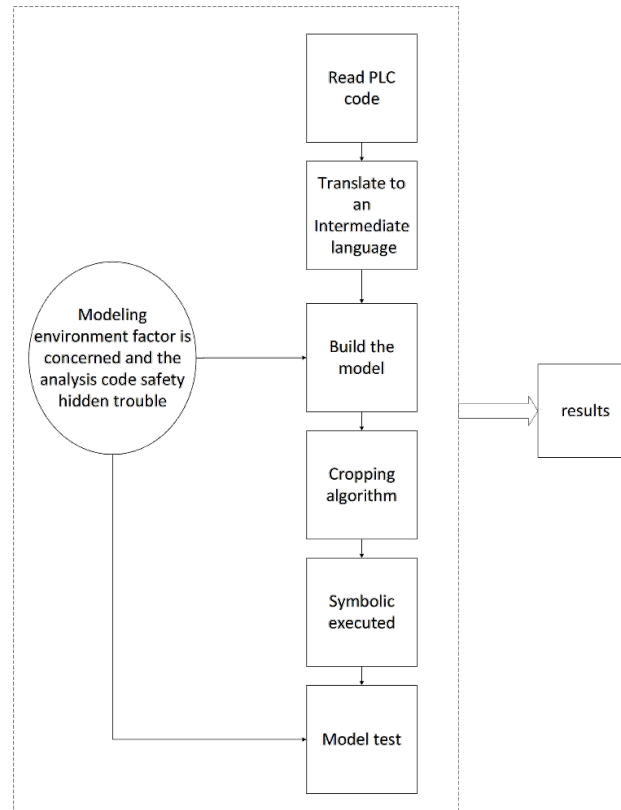 Read PLC
code
Translate to
an
Intermediate
language
Modeling
environment factor is
concerned and the
analysis code safety
hidden trouble
Build the
model
results
Cropping
algorithm
Symbolic
executed
Model test